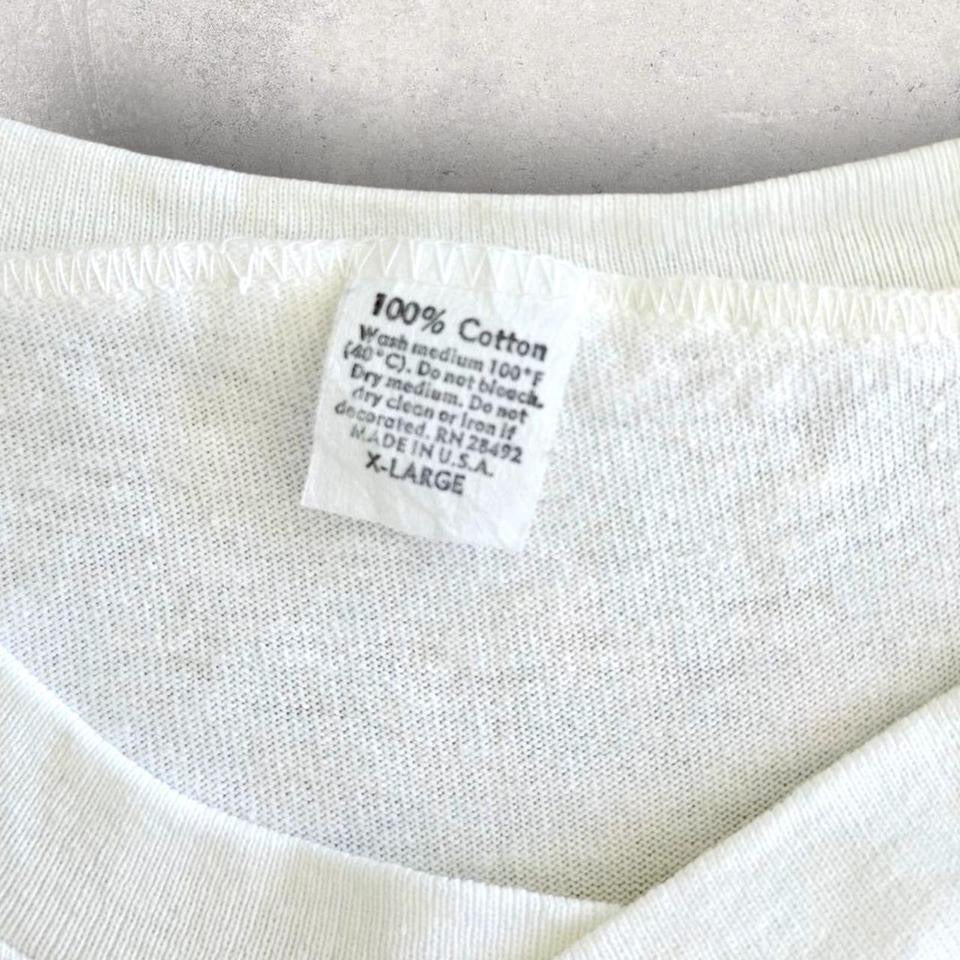 100% Cotton
Wash medium 100°F
(40°C). Do not bleach.
Dry medium. Do not
dry clean or iron if
decorated. RN 28492
MADE IN U.S.A.
X-LARGE